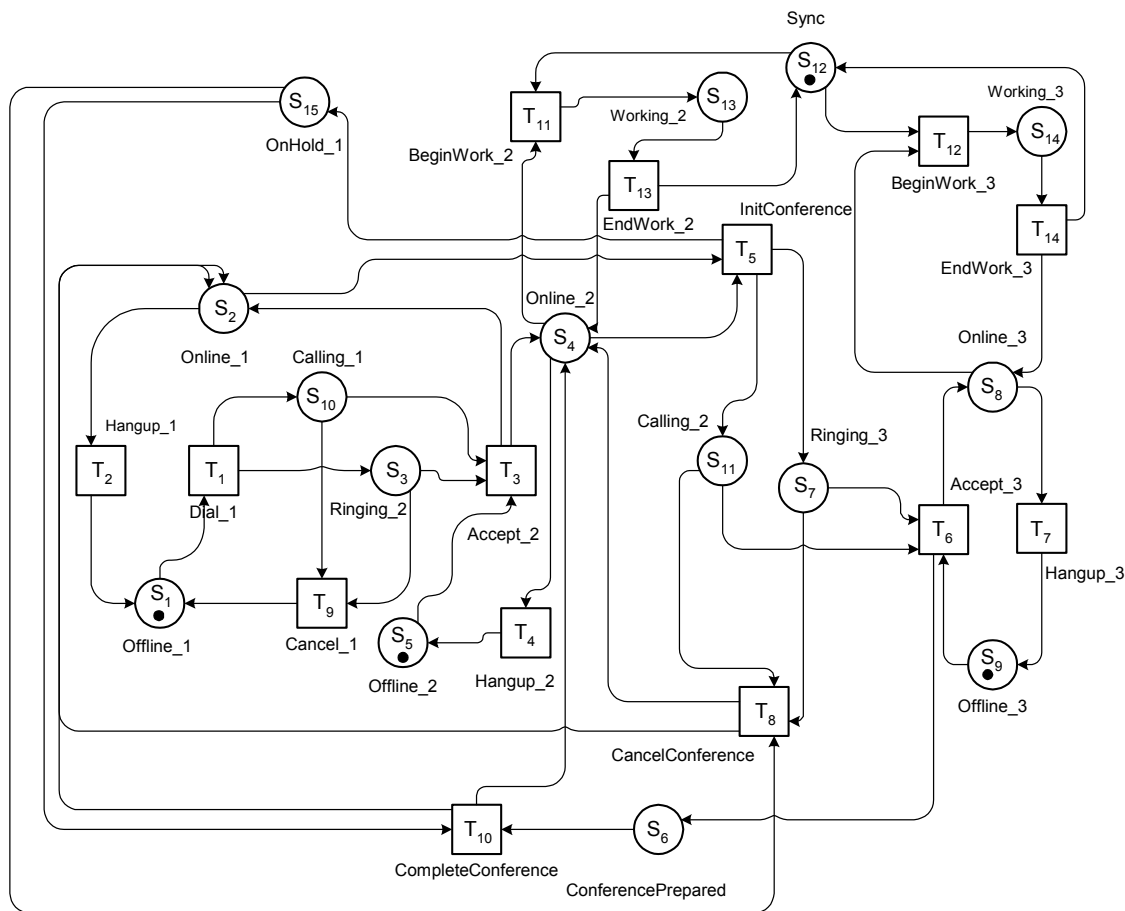 Sync
S12
S15
OnHold_1
T11
BeginWork_2
Working_2
S13
Working_3
S14
T12
BeginWork_3
T13
EndWork_2
InitConference
T5
T14
EndWork_3
S2
Online_1
Online_2
S4
Online_3
S8
Calling_1
S10
Hangup_1
T2
T1
Dial_1
S3
Ringing_2
T3
Accept_2
Calling_2
S11
Ringing_3
S7
Accept_3
T6
T7
Hangup_3
S1
Offline_1
T9
Cancel_1
S5
Offline_2
T4
Hangup_2
S9
Offline_3
T8
CancelConference
T10
CompleteConference
S6
ConferencePrepared